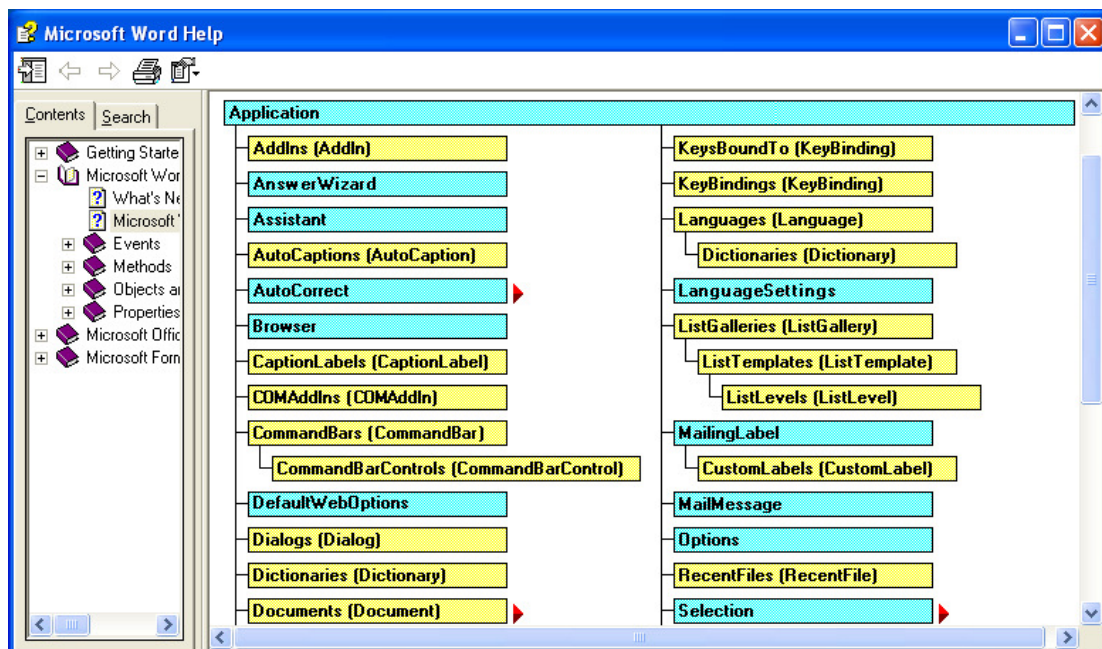 Microsoft Word Help
Contents
Search
Getting Starte
Microsoft Wor
What's Ne
Microsoft
Events
Methods
Objects a
Properties
Microsoft Offic
Microsoft Forn
Application
AddIns (AddIn)
AnswerWizard
Assistant
AutoCaptions (AutoCaption)
AutoCorrect
Browser
CaptionLabels (CaptionLabel)
COMAddIns (COMAddIn)
CommandBars (CommandBar)
CommandBarControls (CommandBarControl)
DefaultWebOptions
Dialogs (Dialog)
Dictionaries (Dictionary)
Documents (Document)
KeysBoundTo (KeyBinding)
KeyBindings (KeyBinding)
Languages (Language)
Dictionaries (Dictionary)
LanguageSettings
ListGalleries (ListGallery)
ListTemplates (ListTemplate)
ListLevels (ListLevel)
MailingLabel
CustomLabels (CustomLabel)
MailMessage
Options
RecentFiles (RecentFile)
Selection